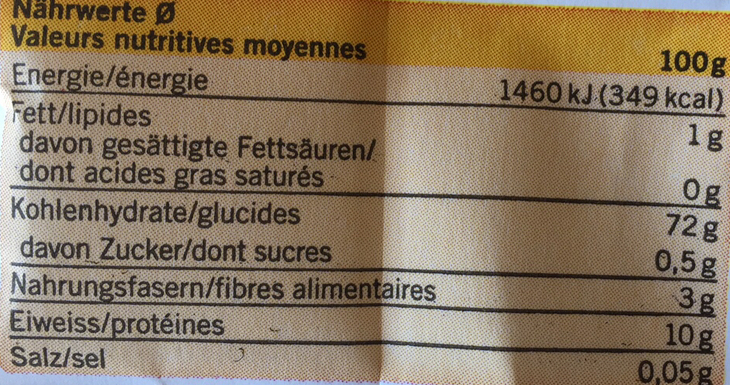 Nährwerte Ø
Valeurs nutritives moyennes 100g
Energie/énergie 1460 kJ (349 kcal)
Fett/lipides 1g
davon gesättigte Fettsäuren/
dont acides gras saturés 0g
Kohlenhydrate/glucides 72g
davon Zucker/dont sucres 0,5g
Nahrungsfasern/fibres alimentaires 3g
Eiweiss/protéines 10g
Salz/sel 0,05g